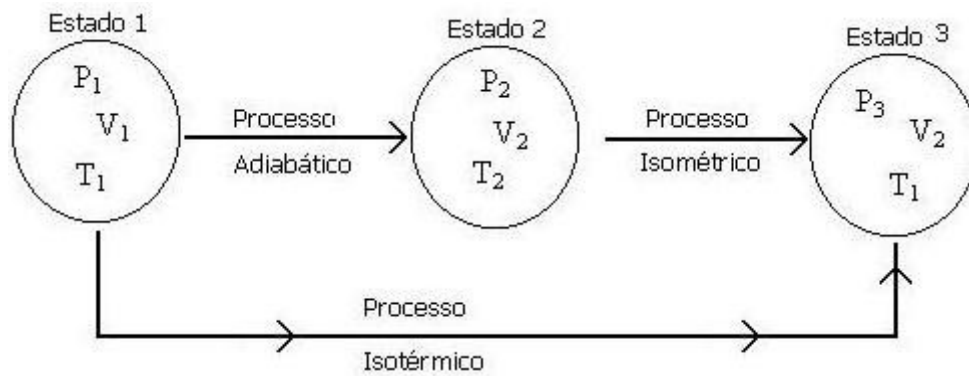 Estado 1
P₁
V₁
T₁
Processo
Adiabático
Estado 2
P₂
V₂
T₂
Processo
Isométrico
Estado 3
P₃
V₂
T₁
Processo
Isotérmico